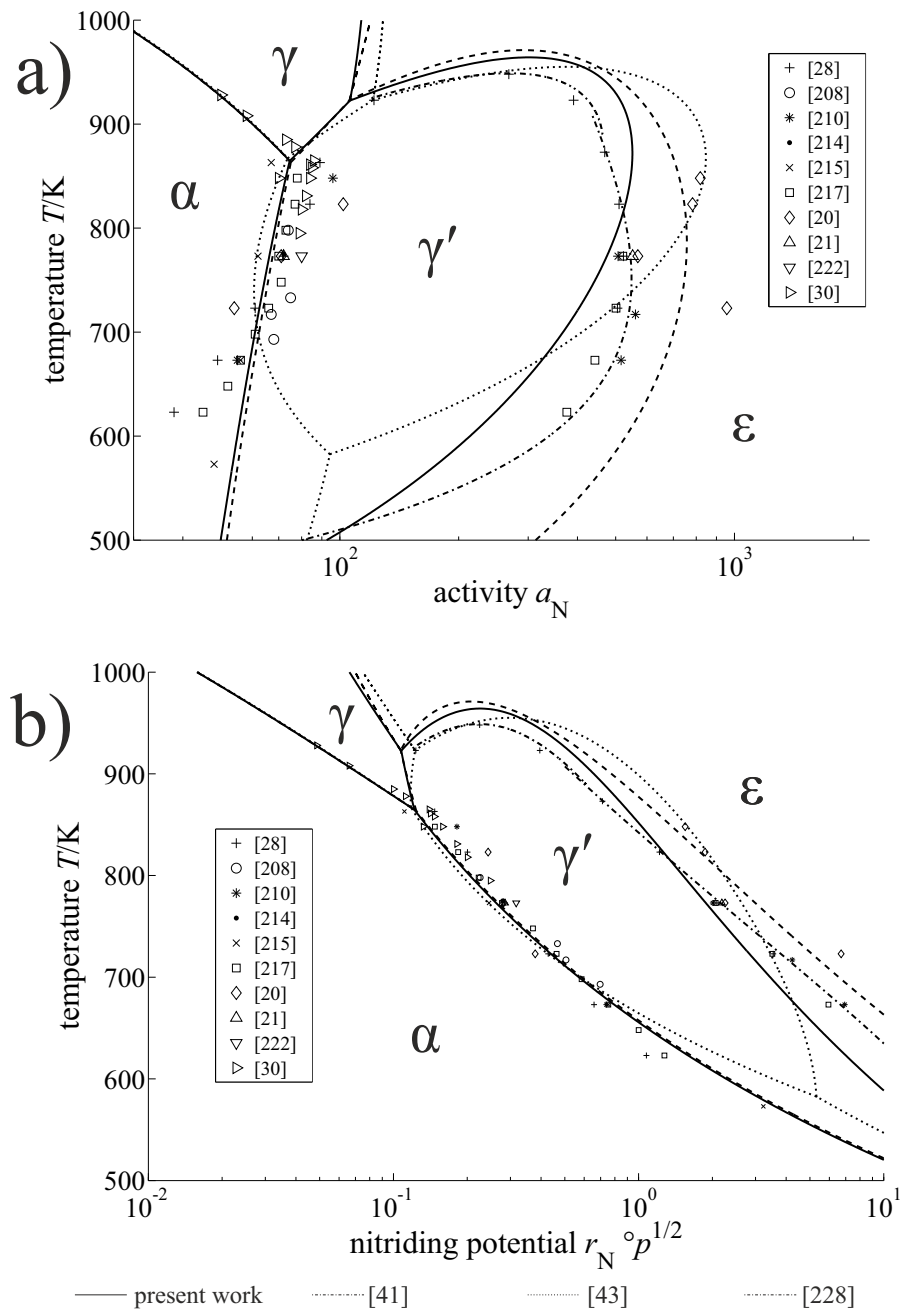 a)
1000
900
800
700
600
500
temperature T/K
γ
α
γ′
ε
[28]
[208]
[210]
[214]
[215]
[217]
[20]
[21]
[222]
[30]
10² 10³
activity a_N
b)
1000
900
800
700
600
500
temperature T/K
γ
ε
γ′
α
[28]
[208]
[210]
[214]
[215]
[217]
[20]
[21]
[222]
[30]
10⁻² 10⁻¹ 10⁰ 10¹
nitriding potential r_N °p^1/2
present work [41] [43] [228]